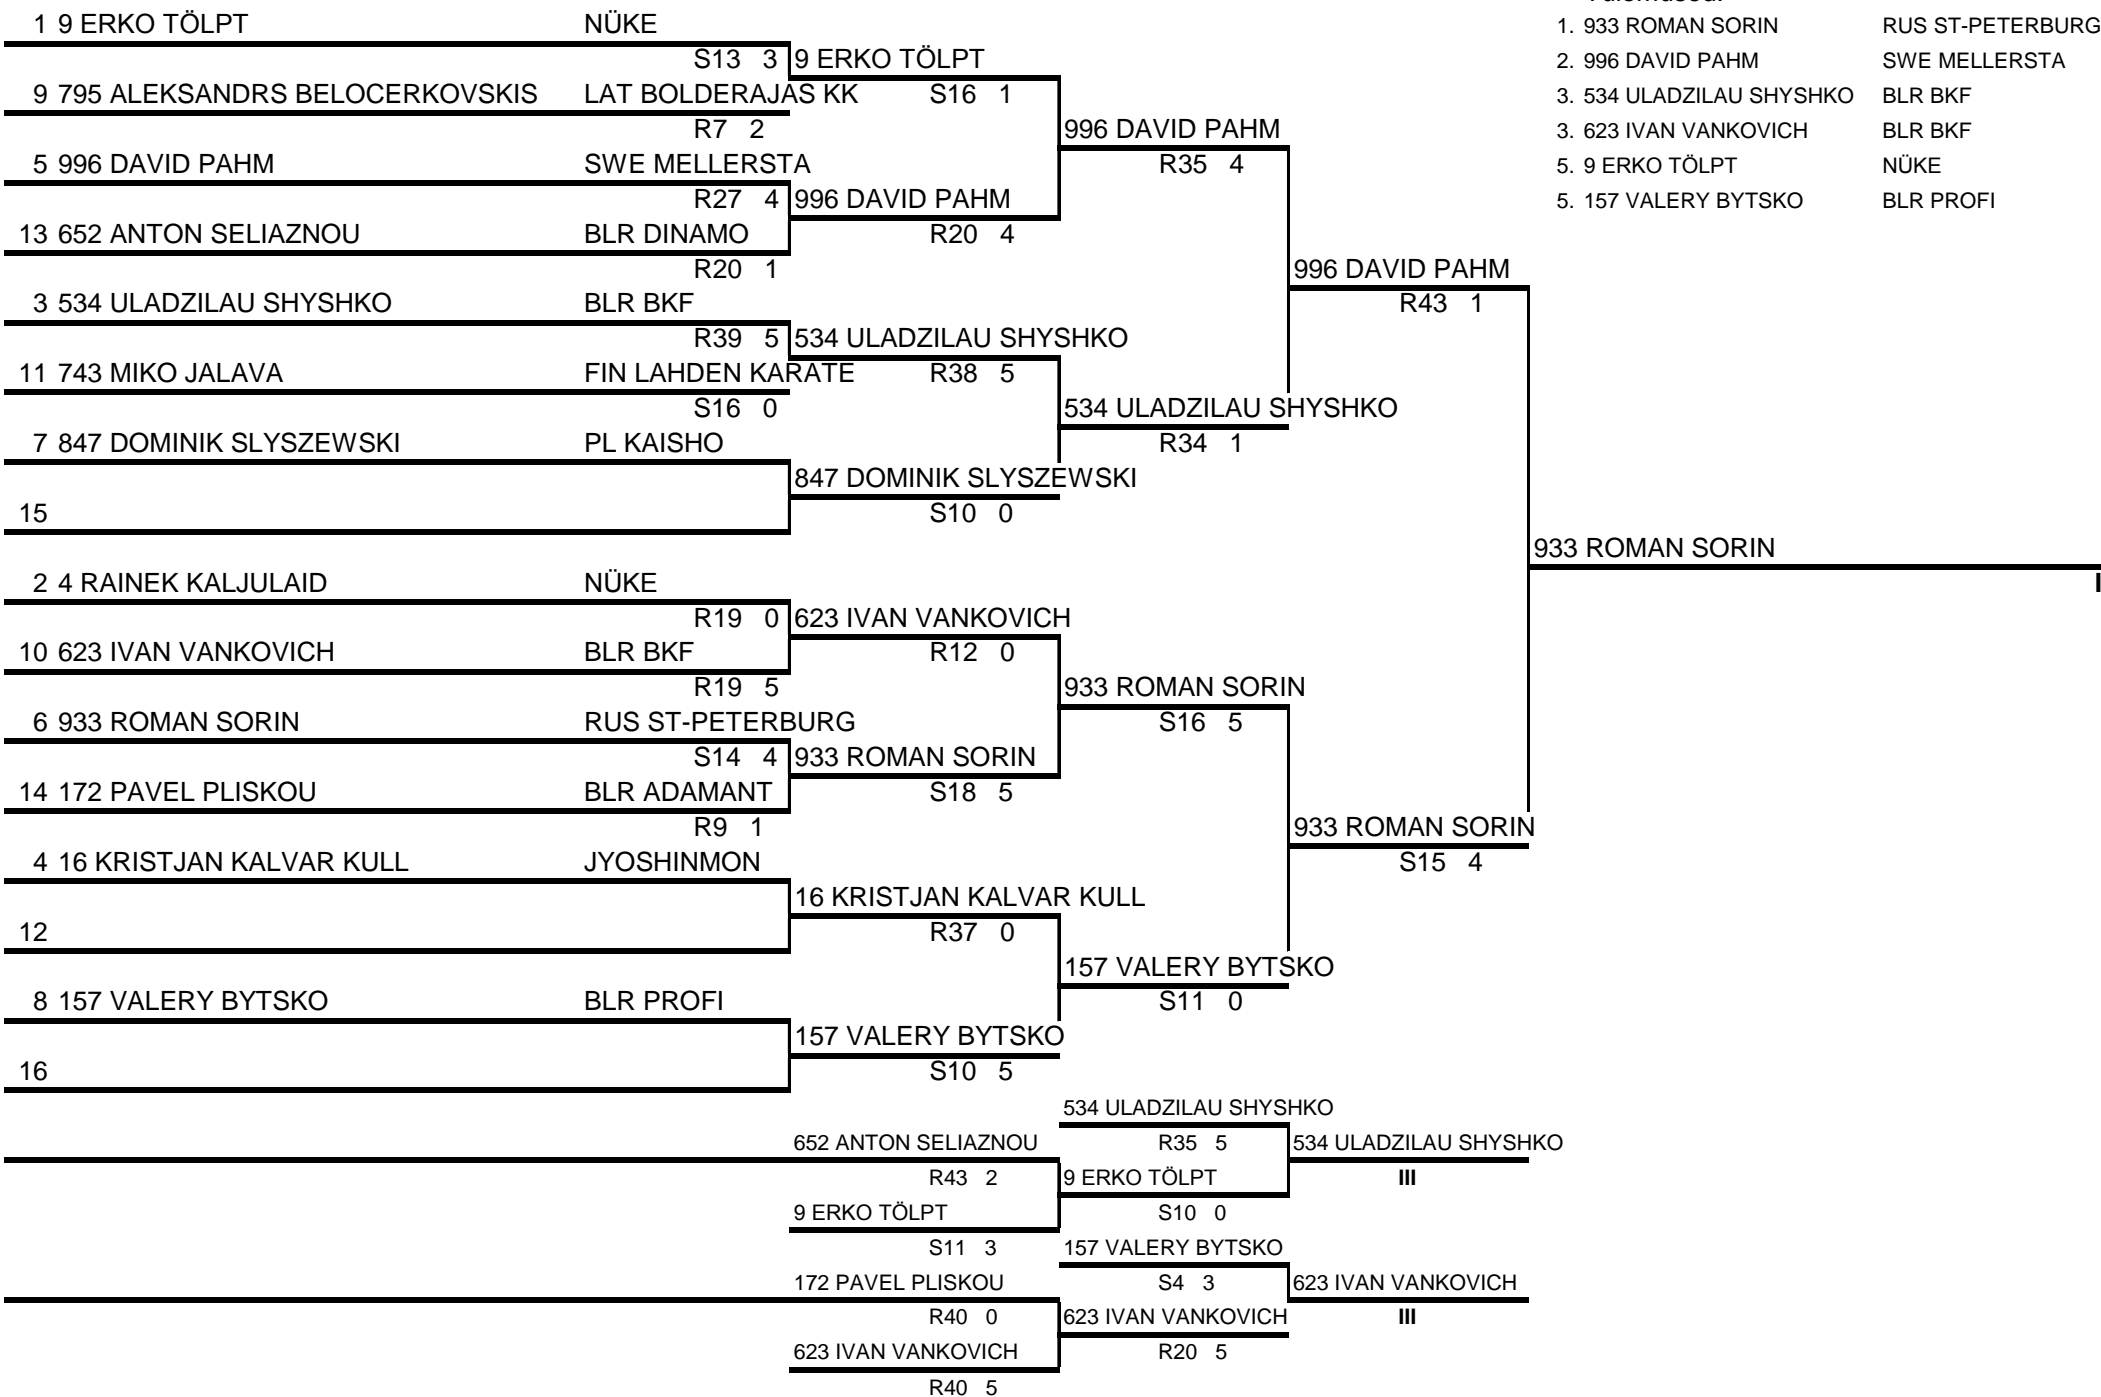 1 9 ERKO TÖLPT NÜKE
1. 933 ROMAN SORIN RUS ST-PETERBURG
S13 3 9 ERKO TÖLPT
2. 996 DAVID PAHM SWE MELLERSTA
9 795 ALEKSANDRS BELOCERKOVSKIS LAT BOLDERAJAS KK S16 1
3. 534 ULADZILAU SHYSHKO BLR BKF
R7 2 996 DAVID PAHM
3. 623 IVAN VANKOVICH BLR BKF
5 996 DAVID PAHM SWE MELLERSTA R35 4
5. 9 ERKO TÖLPT NÜKE
R27 4 996 DAVID PAHM
5. 157 VALERY BYTSKO BLR PROFI
13 652 ANTON SELIAZNOU BLR DINAMO R20 4
R20 1 996 DAVID PAHM
3 534 ULADZILAU SHYSHKO BLR BKF R43 1
R39 5 534 ULADZILAU SHYSHKO
11 743 MIKO JALAVA FIN LAHDEN KARATE R38 5
S16 0 534 ULADZILAU SHYSHKO
7 847 DOMINIK SLYSZEWSKI PL KAISHO R34 1
847 DOMINIK SLYSZEWSKI
15 S10 0
933 ROMAN SORIN
2 4 RAINEK KALJULAID NÜKE I
R19 0 623 IVAN VANKOVICH
10 623 IVAN VANKOVICH BLR BKF R12 0
R19 5 933 ROMAN SORIN
6 933 ROMAN SORIN RUS ST-PETERBURG S16 5
S14 4 933 ROMAN SORIN
14 172 PAVEL PLISKOU BLR ADAMANT S18 5
R9 1 933 ROMAN SORIN
4 16 KRISTJAN KALVAR KULL JYOSHINMON S15 4
16 KRISTJAN KALVAR KULL
12 R37 0
157 VALERY BYTSKO
8 157 VALERY BYTSKO BLR PROFI S11 0
157 VALERY BYTSKO
16 S10 5
534 ULADZILAU SHYSHKO
652 ANTON SELIAZNOU R35 5 534 ULADZILAU SHYSHKO
R43 2 9 ERKO TÖLPT III
9 ERKO TÖLPT S10 0
S11 3 157 VALERY BYTSKO
172 PAVEL PLISKOU S4 3 623 IVAN VANKOVICH
R40 0 623 IVAN VANKOVICH III
623 IVAN VANKOVICH R20 5
R40 5